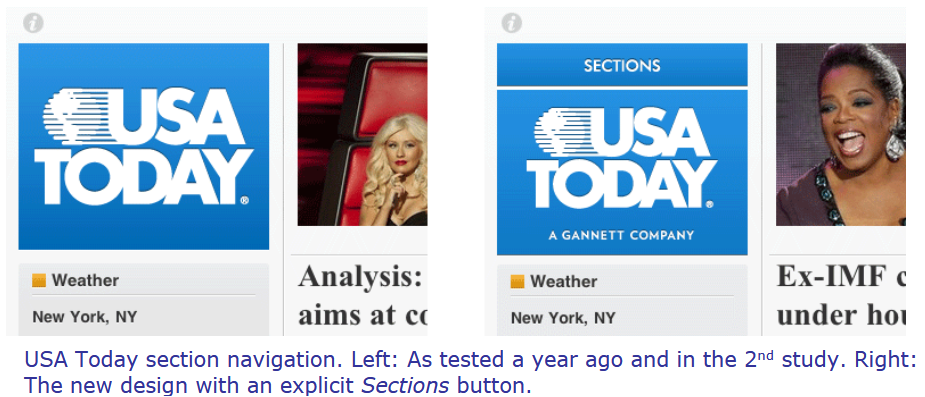 i
USA
TODAY®
Weather
New York, NY
Analysis:
aims at co
i
SECTIONS
USA
TODAY®
A GANNETT COMPANY
Weather
New York, NY
Ex-IMF c
under hou
USA Today section navigation. Left: As tested a year ago and in the 2nd study. Right:
The new design with an explicit Sections button.